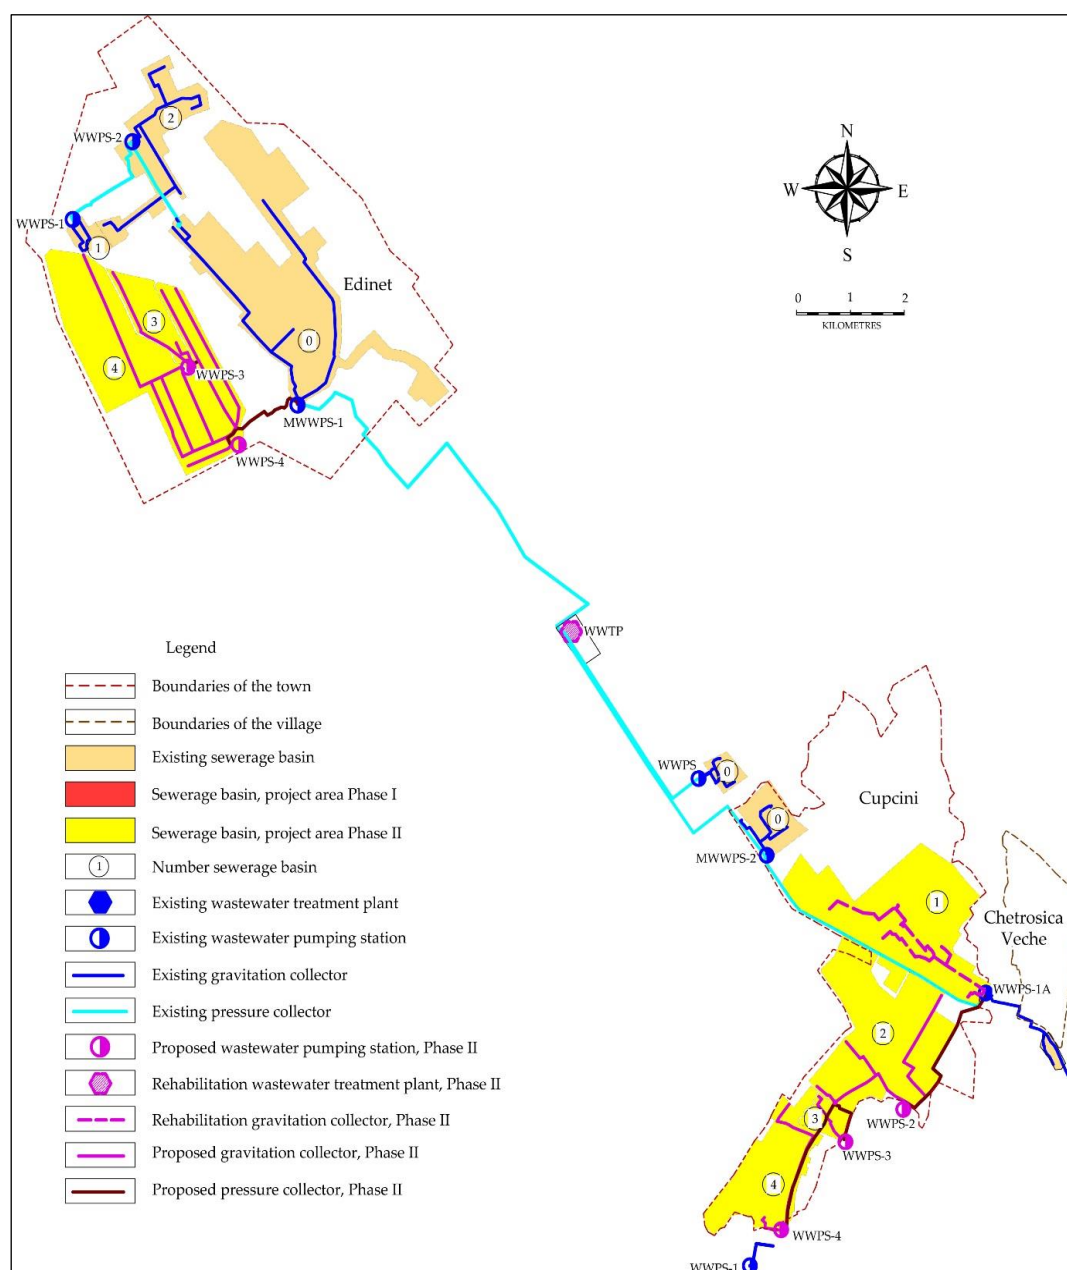 2
WWPS-2
N
W
E
S
WWPS-1
1
Edinet
0
1
2
KILOMETRES
3
0
4
WWPS-3
MWWPS-1
WWPS-4
WWTP
Legend
Boundaries of the town
Boundaries of the village
Existing sewerage basin
Sewerage basin, project area Phase I
Sewerage basin, project area Phase II
1
Number sewerage basin
Existing wastewater treatment plant
Existing wastewater pumping station
Existing gravitation collector
Existing pressure collector
Proposed wastewater pumping station, Phase II
Rehabilitation wastewater treatment plant, Phase II
Rehabilitation gravitation collector, Phase II
Proposed gravitation collector, Phase II
Proposed pressure collector, Phase II
WWPS
0
Cupcini
0
MWWPS-2
1
Chetrosica
Veche
WWPS-1A
2
WWPS-2
3
WWPS-3
4
WWPS-4
WWPS-1